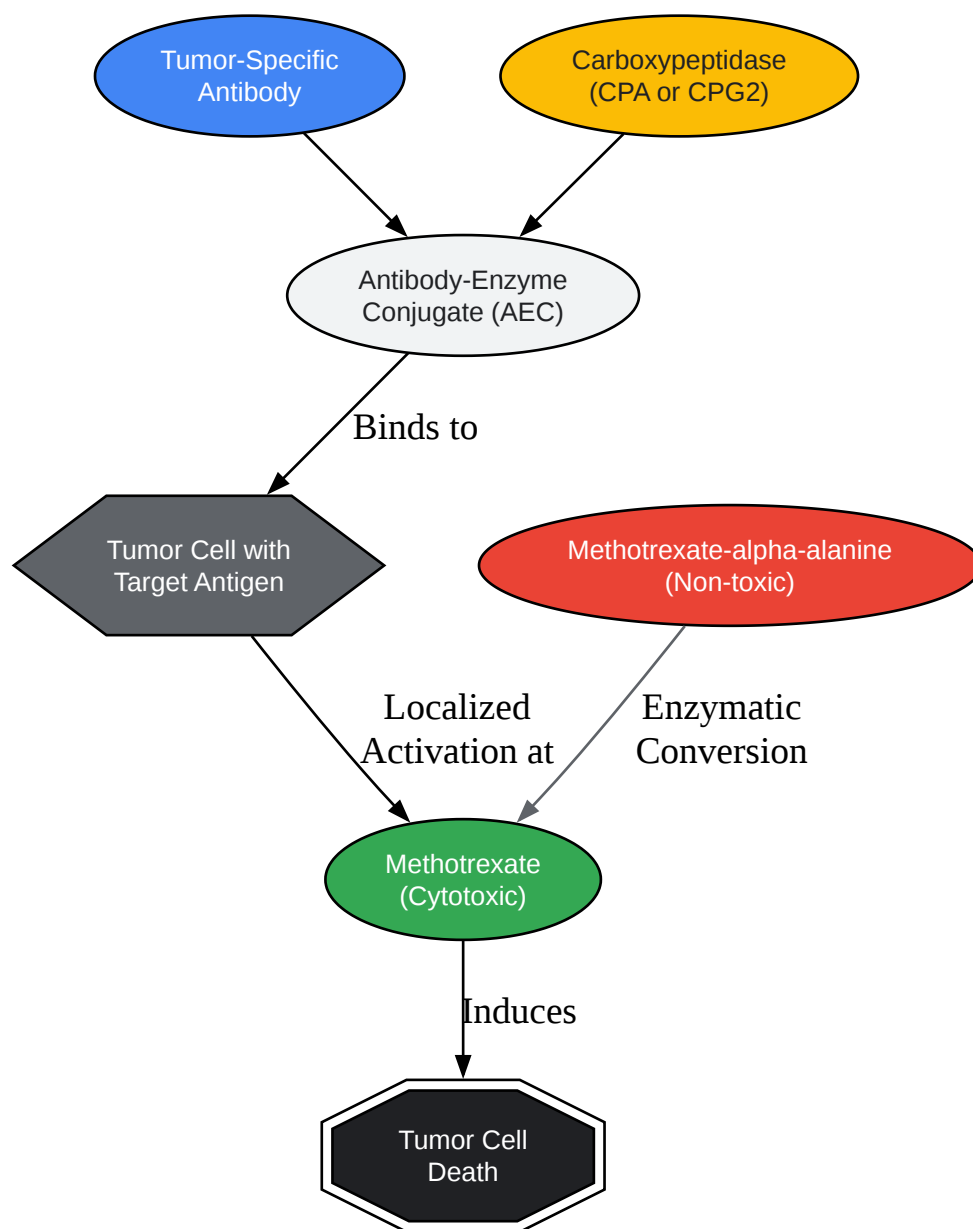 Tumor-Specific
Antibody
Carboxypeptidase
(CPA or CPG2)
Antibody-Enzyme
Conjugate (AEC)
Binds to
Tumor Cell with
Target Antigen
Methotrexate-alpha-alanine
(Non-toxic)
Localized
Activation at
Enzymatic
Conversion
Methotrexate
(Cytotoxic)
Induces
Tumor Cell
Death